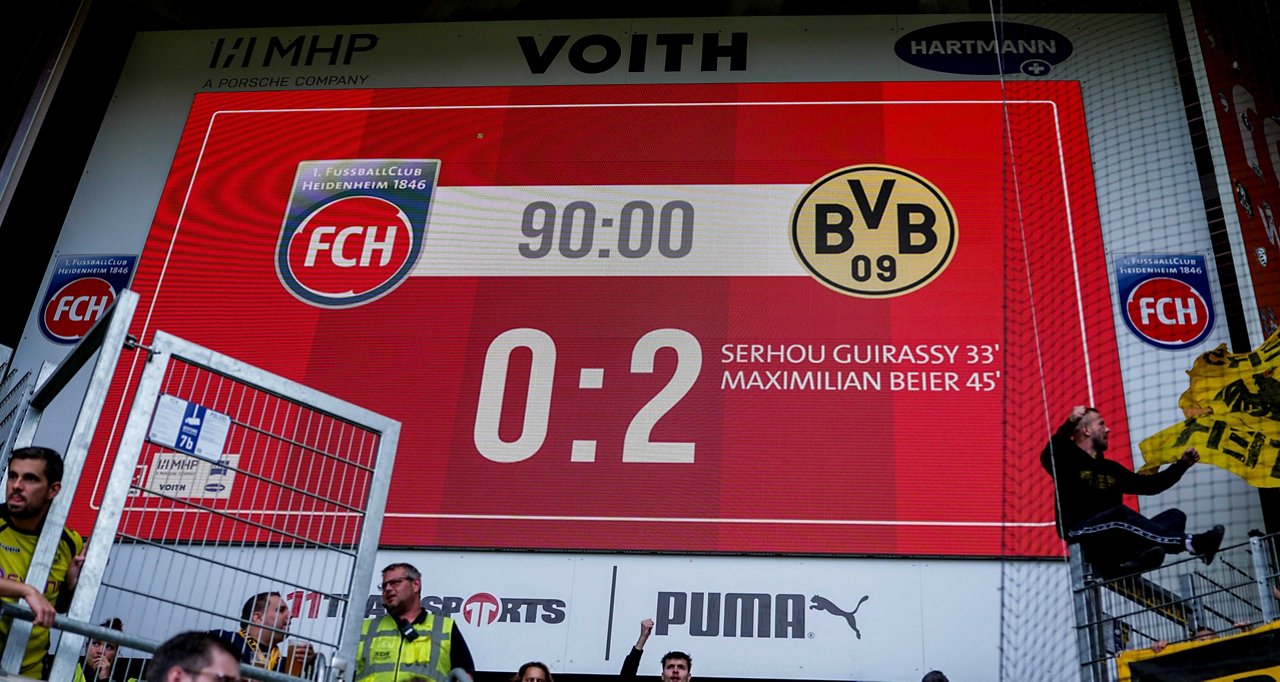 MHP
A PORSCHE COMPANY
VOITH
HARTMANN
1. FUSSBALLCLUB
HEIDENHEIM 1846
FCH
90:00
BVB
09
0:2
SERHOU GUIRASSY 33'
MAXIMILIAN BEIER 45'
1. FUSSBALLCLUB
HEIDENHEIM 1846
FCH
1. FUSSBALLCLUB
HEIDENHEIM 1846
FCH
7b
MHP
VOITH
11TEAMSPORTS
PUMA